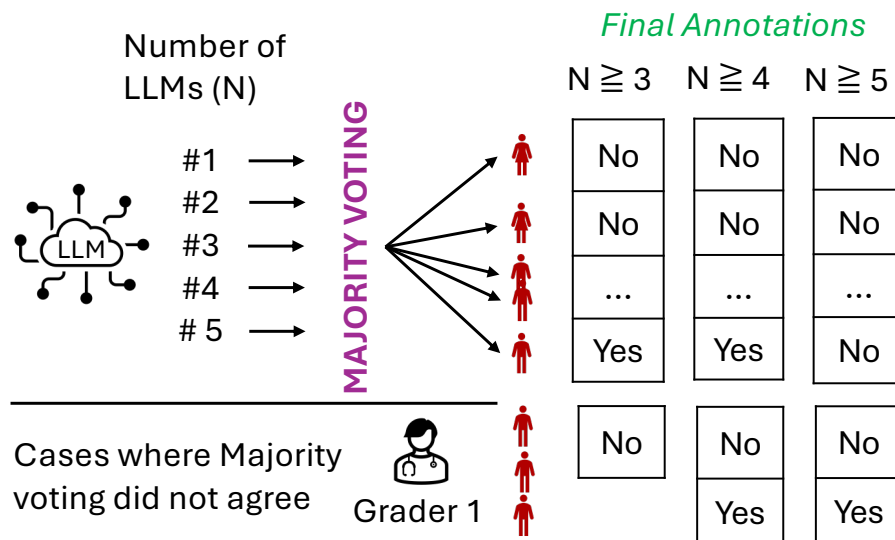 Final Annotations
Number of
LLMs (N)
N ≧ 3 N ≧ 4 N ≧ 5
MAJORITY VOTING
LLM
#1
#2
#3
#4
# 5
No No No
No No No
... ... ...
Yes Yes No
Cases where Majority
voting did not agree
Grader 1
No No No
Yes Yes